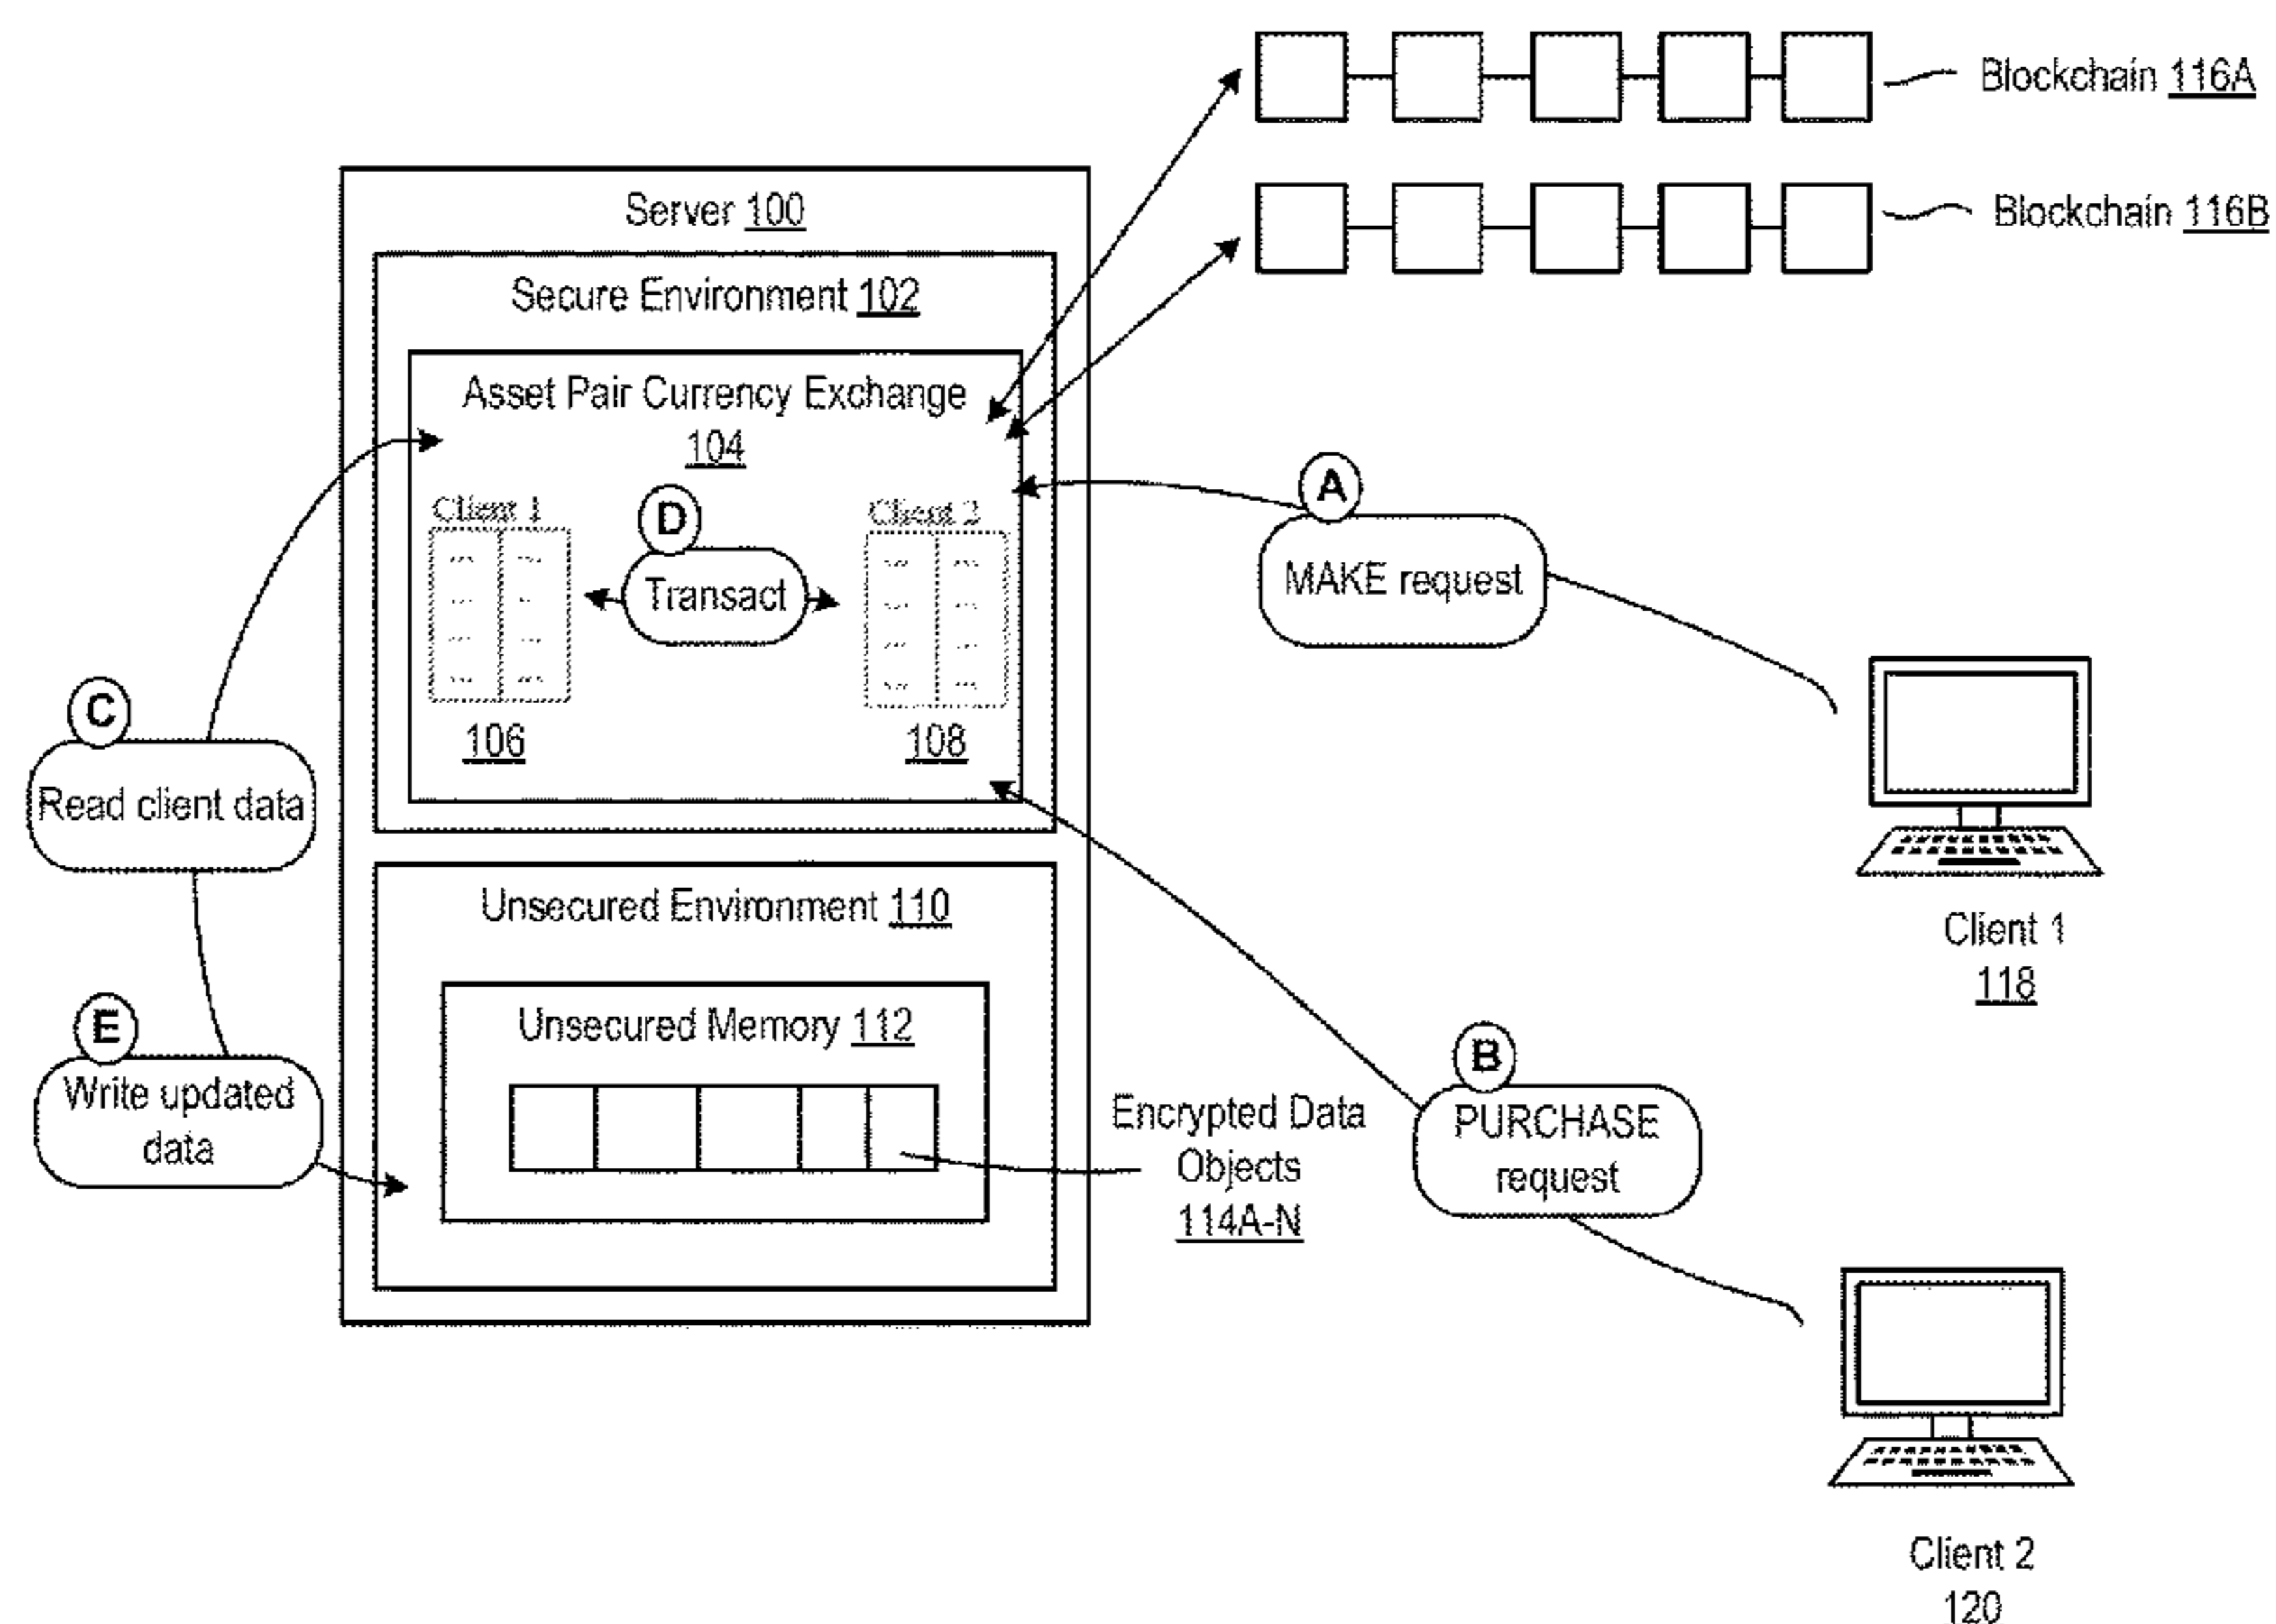 Blockchain 116A
Blockchain 116B
Server 100
Secure Environment 102
Asset Pair Currency Exchange
104
Client 1
D
Transact
Client 2
106
108
A
MAKE request
C
Read client data
Client 1
118
Unsecured Environment 110
Unsecured Memory 112
E
Write updated
data
Encrypted Data
Objects
114A-N
B
PURCHASE
request
Client 2
120